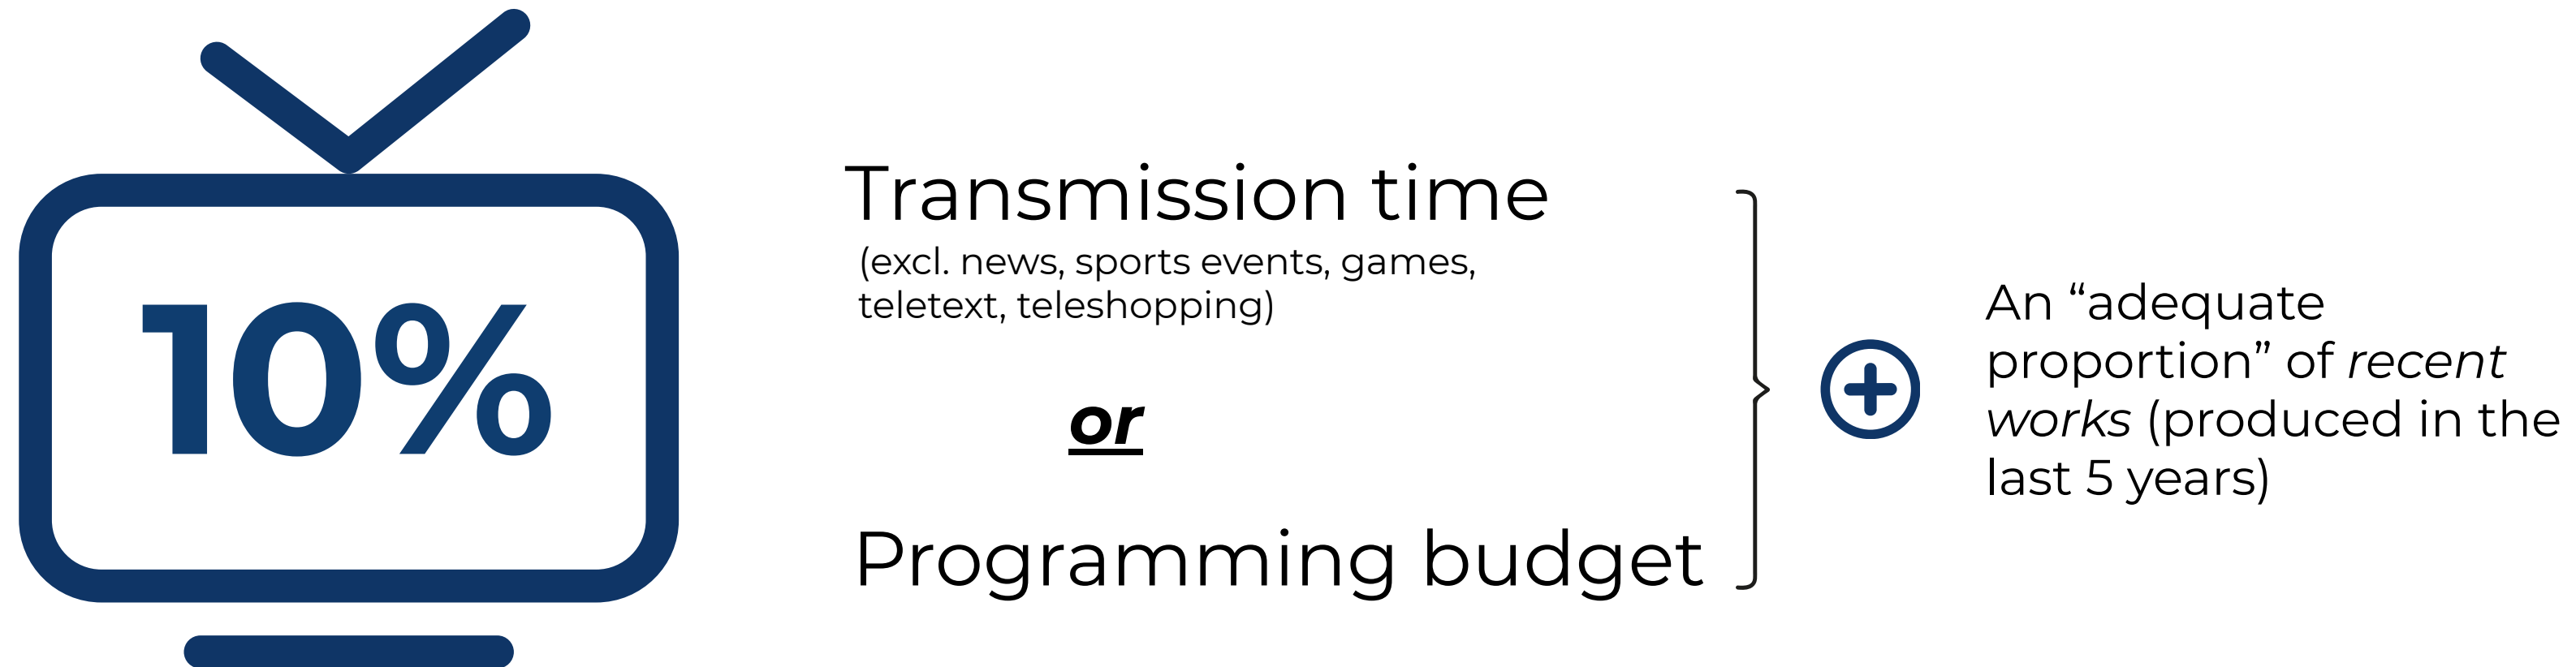 10%
Transmission time
(excl. news, sports events, games,
teletext, teleshopping)
or
Programming budget
An “adequate
proportion” of recent
works (produced in the
last 5 years)